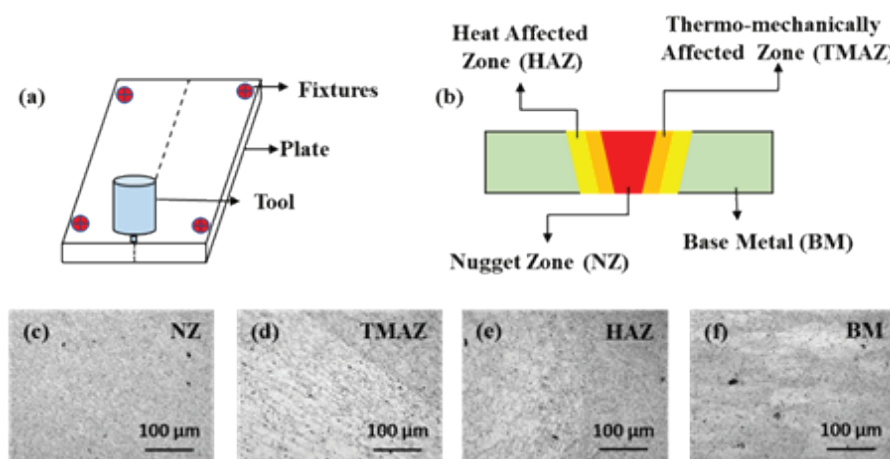 (a)
Fixtures
Plate
Tool
(b)
Heat Affected
Zone (HAZ)
Thermo-mechanically
Affected Zone (TMAZ)
Nugget Zone (NZ)
Base Metal (BM)
(c) NZ
100 μm
(d) TMAZ
100 μm
(e) HAZ
100 μm
(f) BM
100 μm